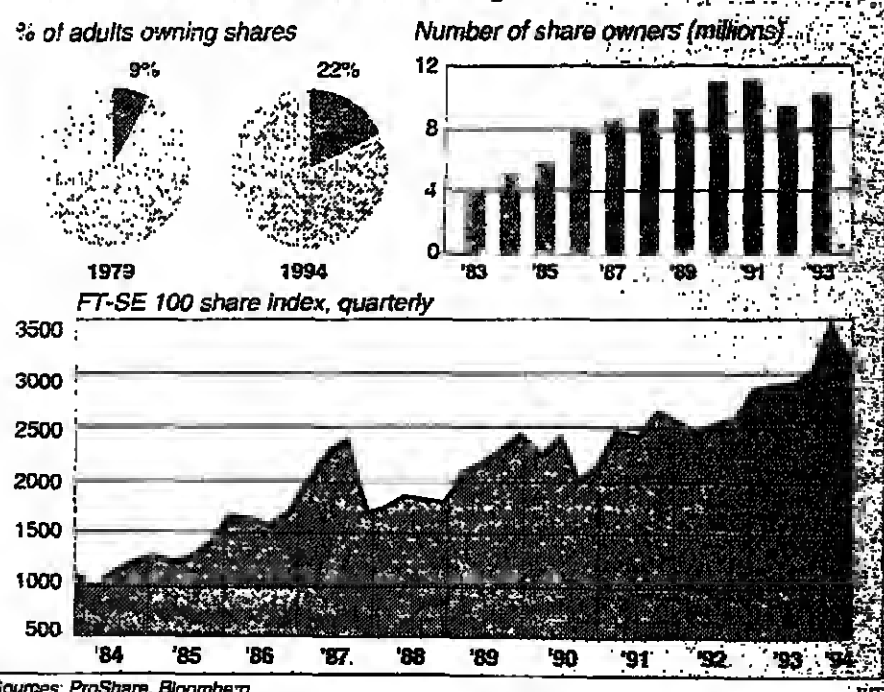 % of adults owning shares
Number of share owners (millions)
9%
22%
12
8
4
0
1979
1994
'83 '85 '87 '89 '91 '93
FT-SE 100 share index, quarterly
3500
3000
2500
2000
1500
1000
500
'84 '85 '86 '87 '88 '89 '90 '91 '92 '93 '94
Sources: ProShare, Bloomberg